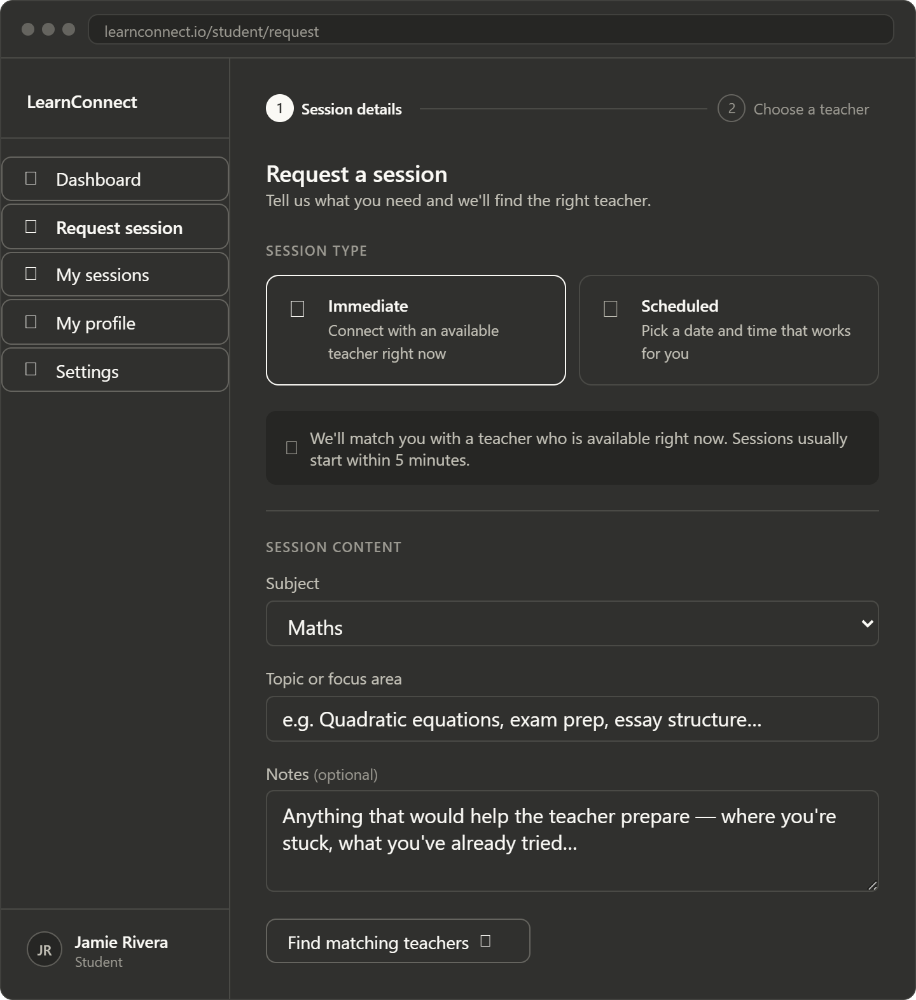 learnconnect.io/student/request
LearnConnect
Dashboard
Request session
My sessions
My profile
Settings
JR
Jamie Rivera
Student
1 Session details
2 Choose a teacher
Request a session
Tell us what you need and we'll find the right teacher.
SESSION TYPE
Immediate
Connect with an available
teacher right now
Scheduled
Pick a date and time that works
for you
We'll match you with a teacher who is available right now. Sessions usually
start within 5 minutes.
SESSION CONTENT
Subject
Maths
Topic or focus area
e.g. Quadratic equations, exam prep, essay structure...
Notes (optional)
Anything that would help the teacher prepare — where you're
stuck, what you've already tried...
Find matching teachers